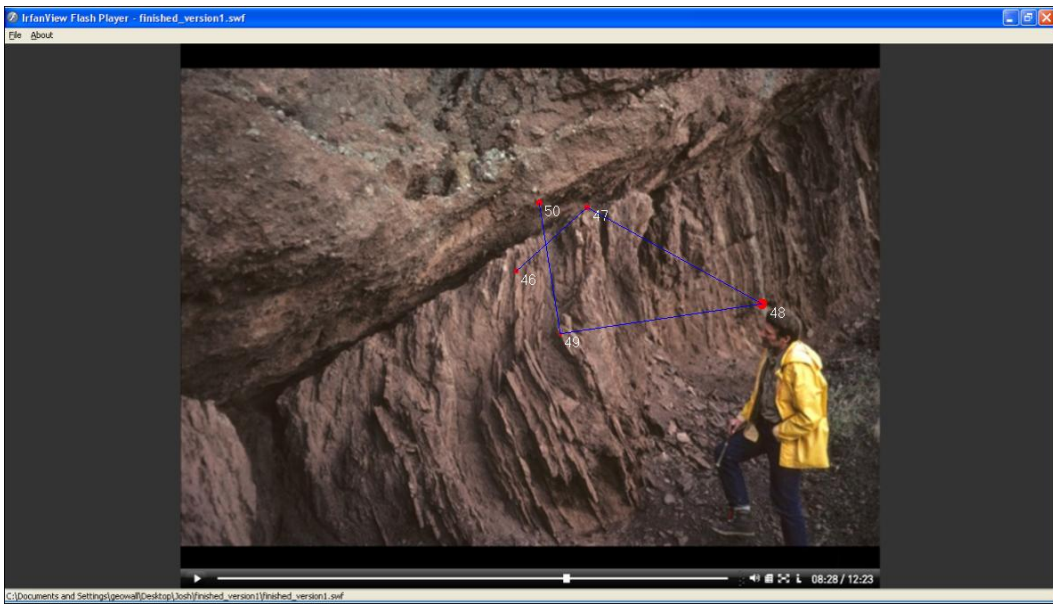 IrfanView Flash Player - finished_version1.swf
File About
50
47
46
48
49
08:28 / 12:23
C:\Documents and Settings\geowall\Desktop\Josh\finished_version1\finished_version1.swf